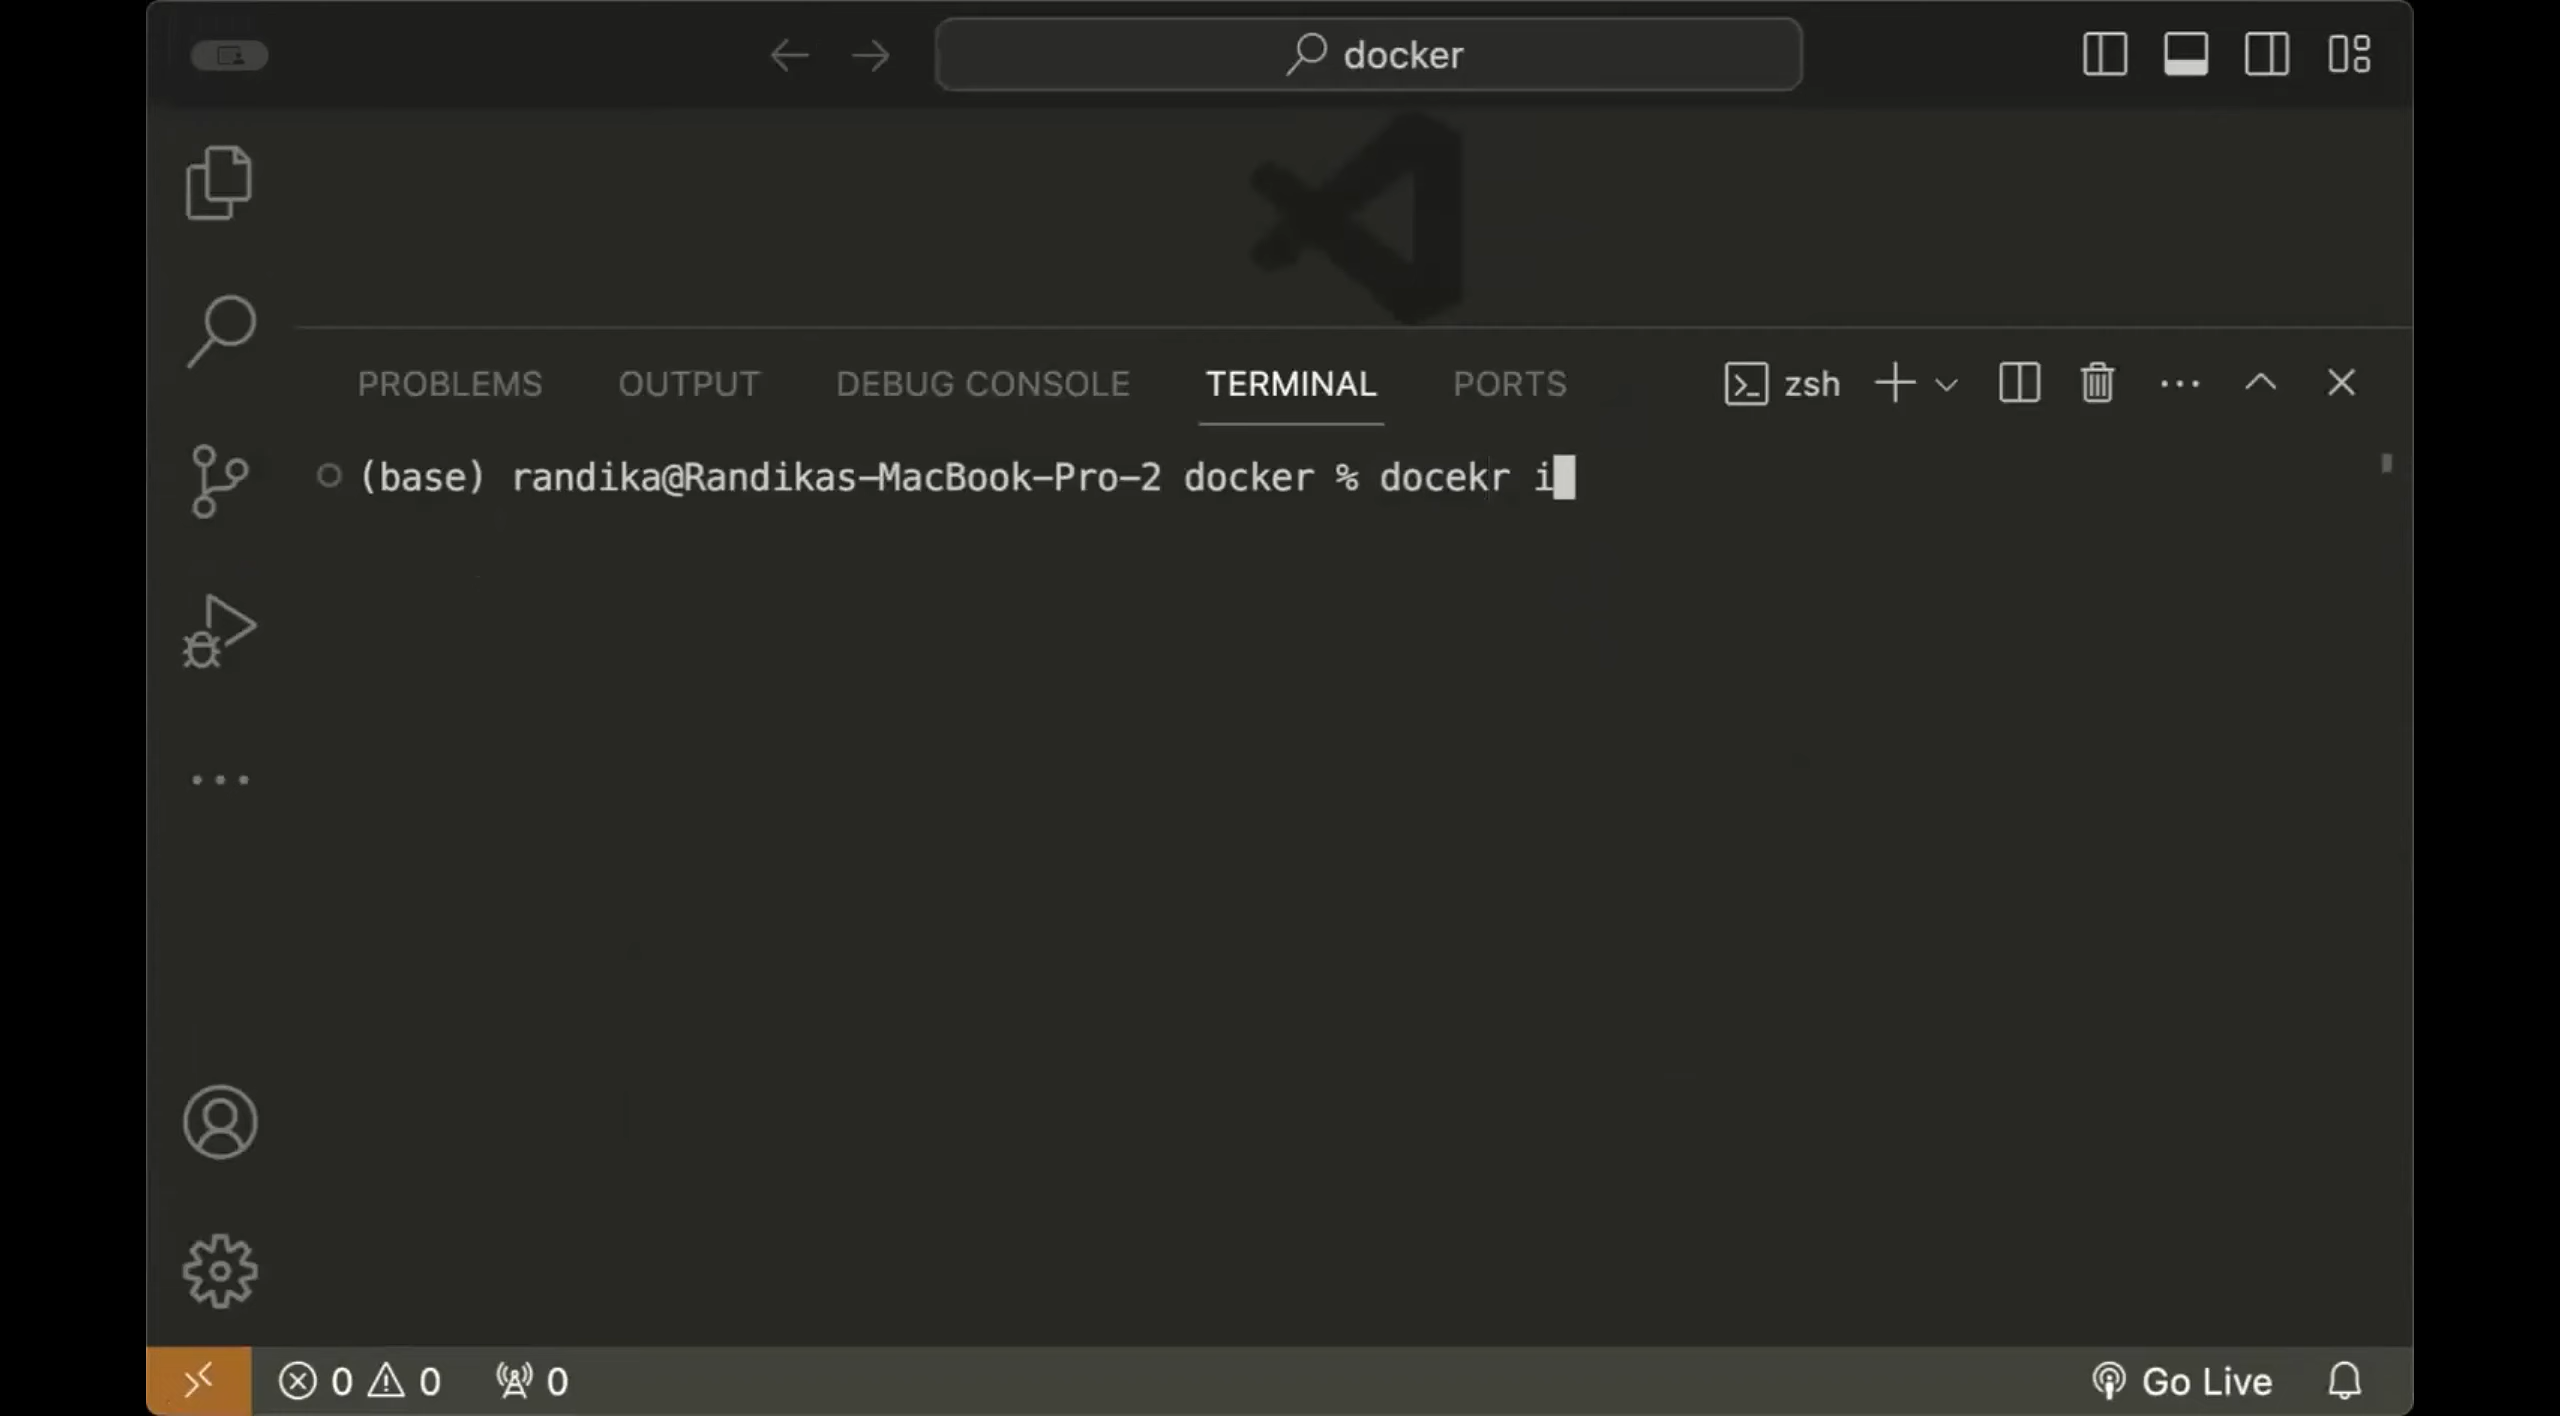 docker
PROBLEMS OUTPUT DEBUG CONSOLE TERMINAL PORTS zsh
(base) randika@Randikas-MacBook-Pro-2 docker % docekr i
0 0 0 Go Live